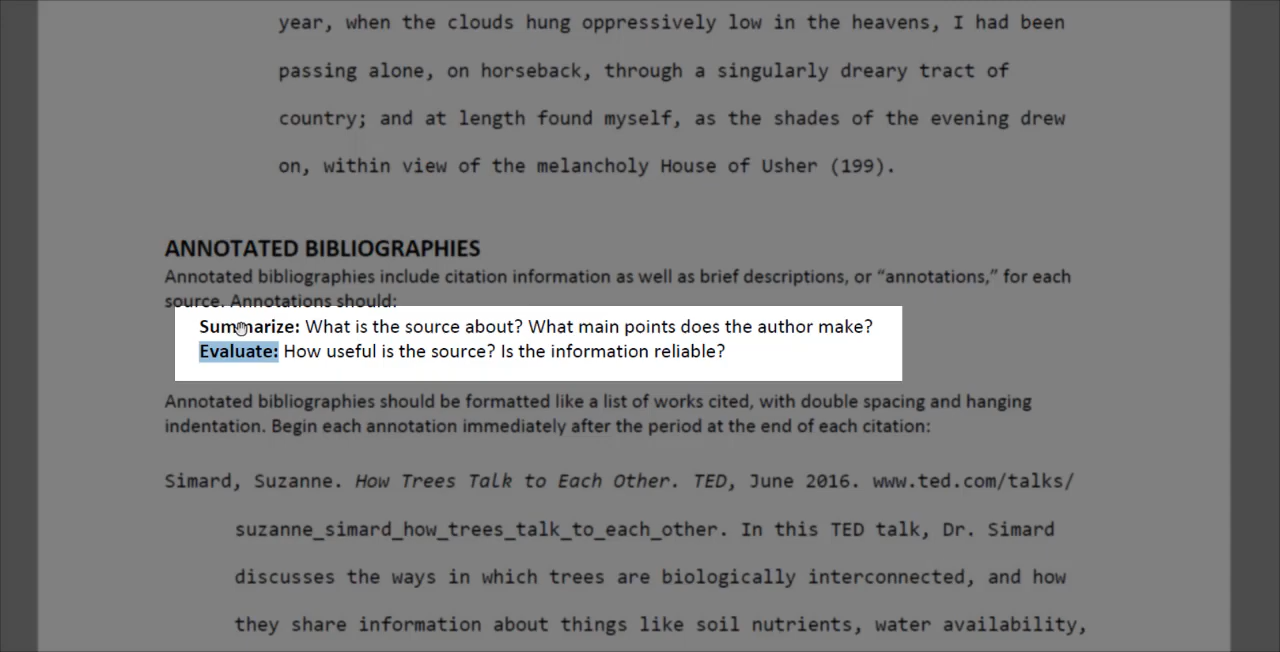 year, when the clouds hung oppressively low in the heavens, I had been
passing alone, on horseback, through a singularly dreary tract of
country; and at length found myself, as the shades of the evening drew
on, within view of the melancholy House of Usher (199).
ANNOTATED BIBLIOGRAPHIES
Annotated bibliographies include citation information as well as brief descriptions, or “annotations,” for each
source. Annotations should:
Summarize: What is the source about? What main points does the author make?
Evaluate: How useful is the source? Is the information reliable?
Annotated bibliographies should be formatted like a list of works cited, with double spacing and hanging
indentation. Begin each annotation immediately after the period at the end of each citation:
Simard, Suzanne. How Trees Talk to Each Other. TED, June 2016. www.ted.com/talks/
suzanne_simard_how_trees_talk_to_each_other. In this TED talk, Dr. Simard
discusses the ways in which trees are biologically interconnected, and how
they share information about things like soil nutrients, water availability,